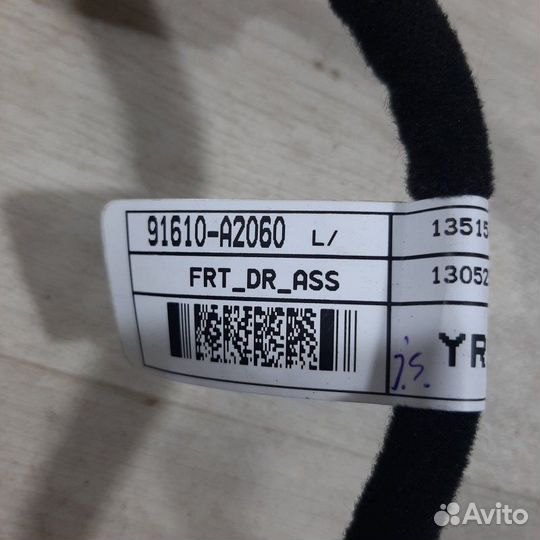 91610-A2060 L/ 13515
FRT_DR_ASS 13052
YR
j.s.
Avito